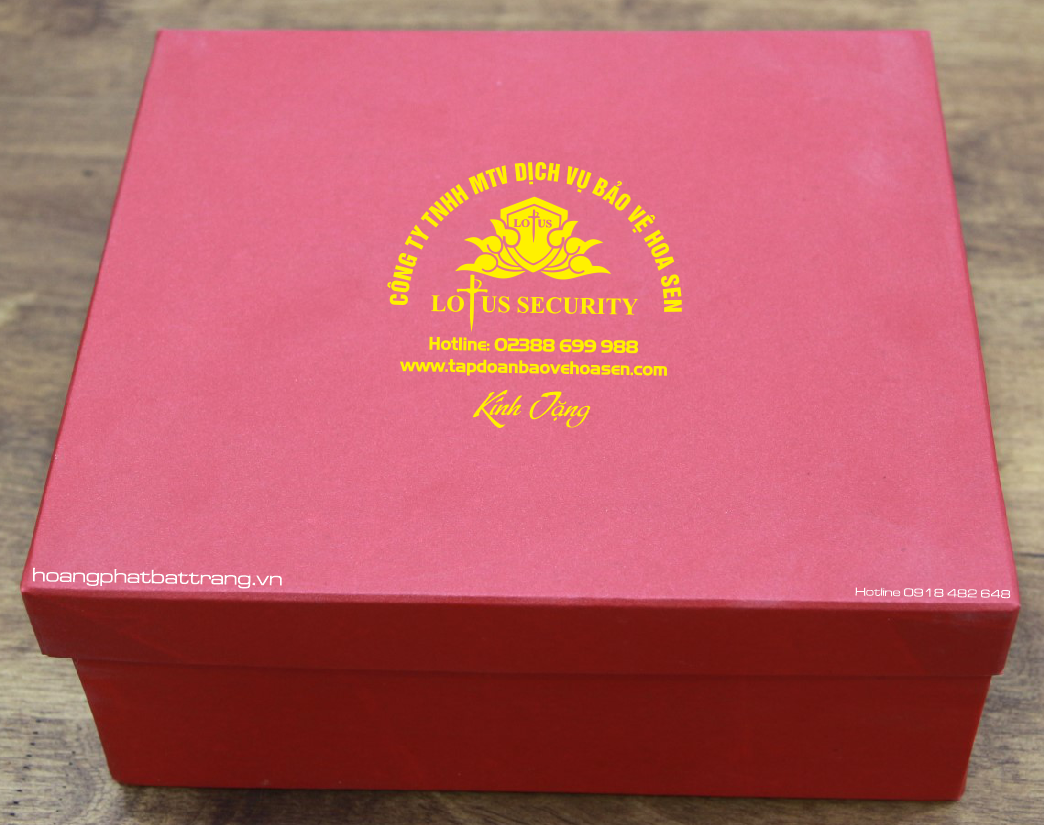 CÔNG TY TNHH MTV DỊCH VỤ BẢO VỆ HOA SEN
LOTUS
LOTUS SECURITY
Hotline: 02388 699 988
www.tapdoanbaovehoasen.com
Kính Tặng
hoangphatbattrang.vn
Hotline 0918 482 648